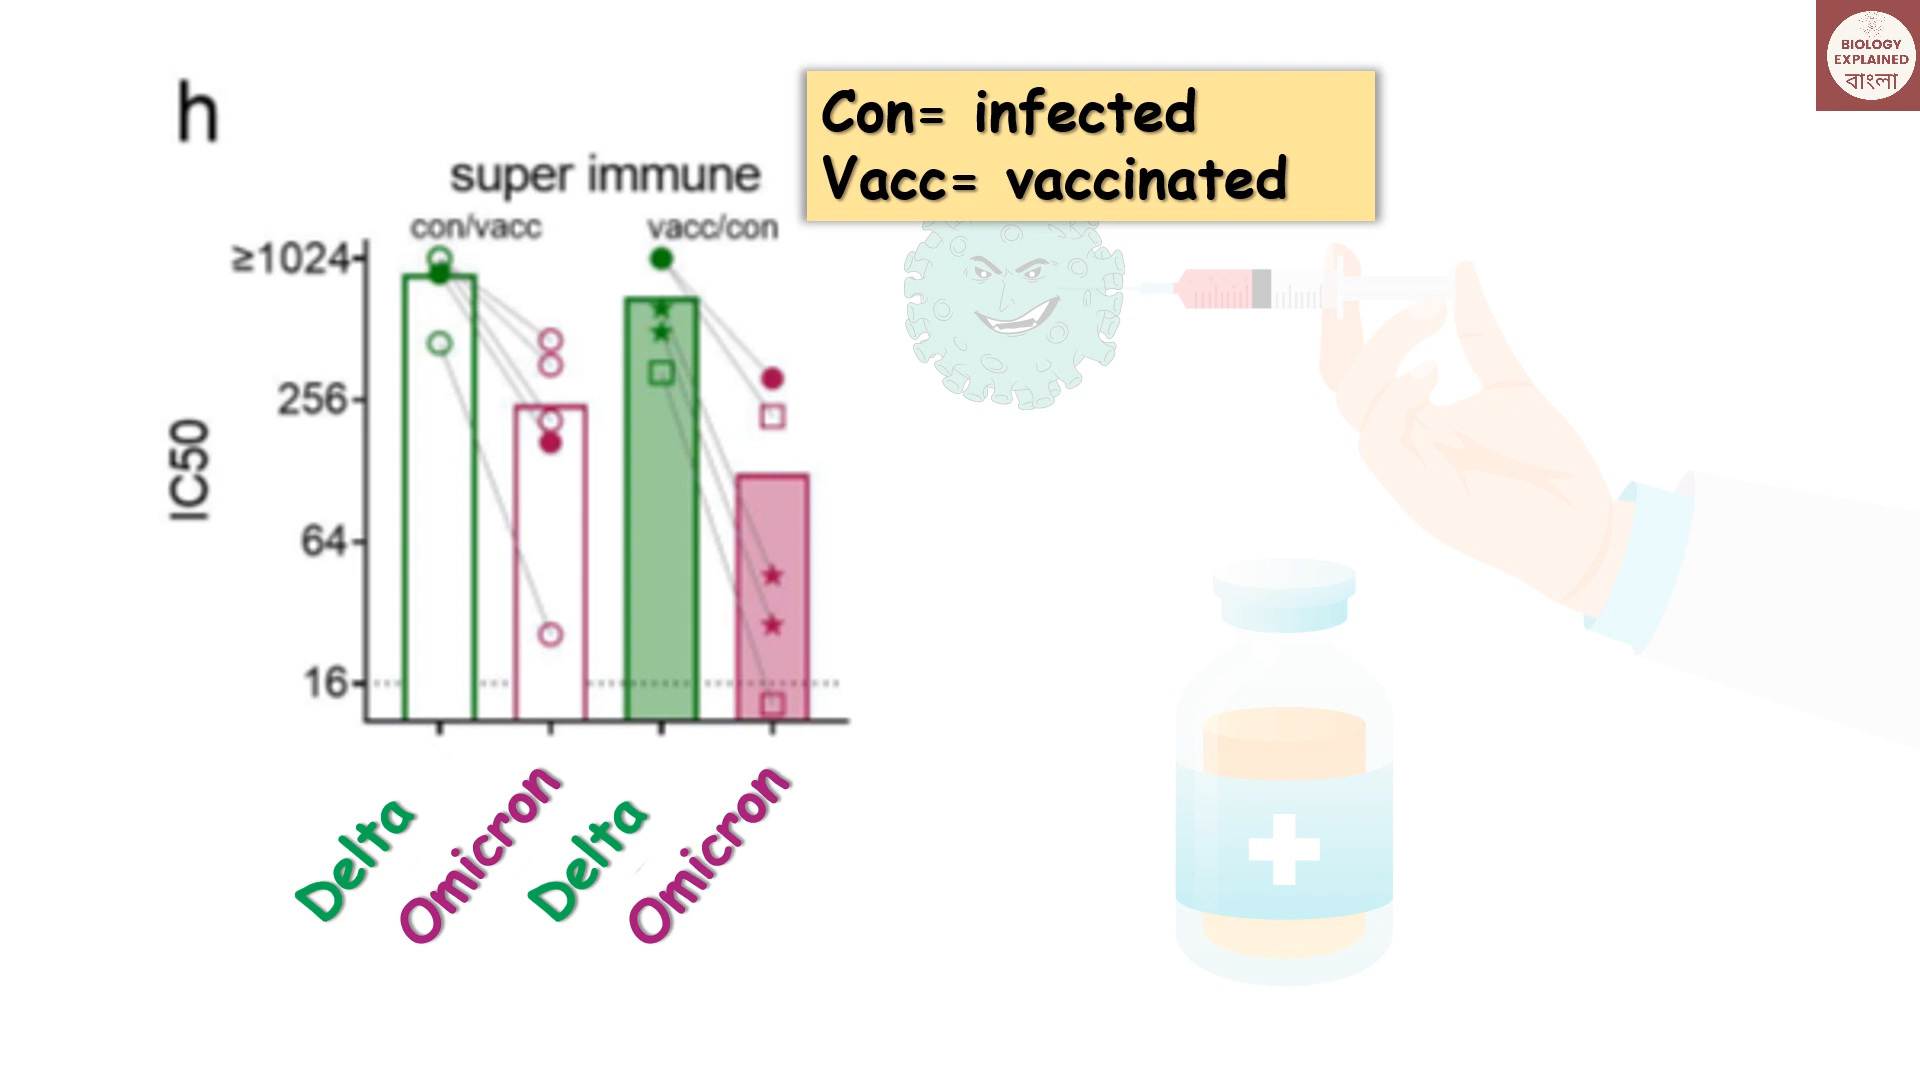 BIOLOGY
EXPLAINED
বাংলা
h
Con= infected
Vacc= vaccinated
super immune
con/vacc
vacc/con
≥1024
256
64
16
IC50
Delta
Omicron
Delta
Omicron